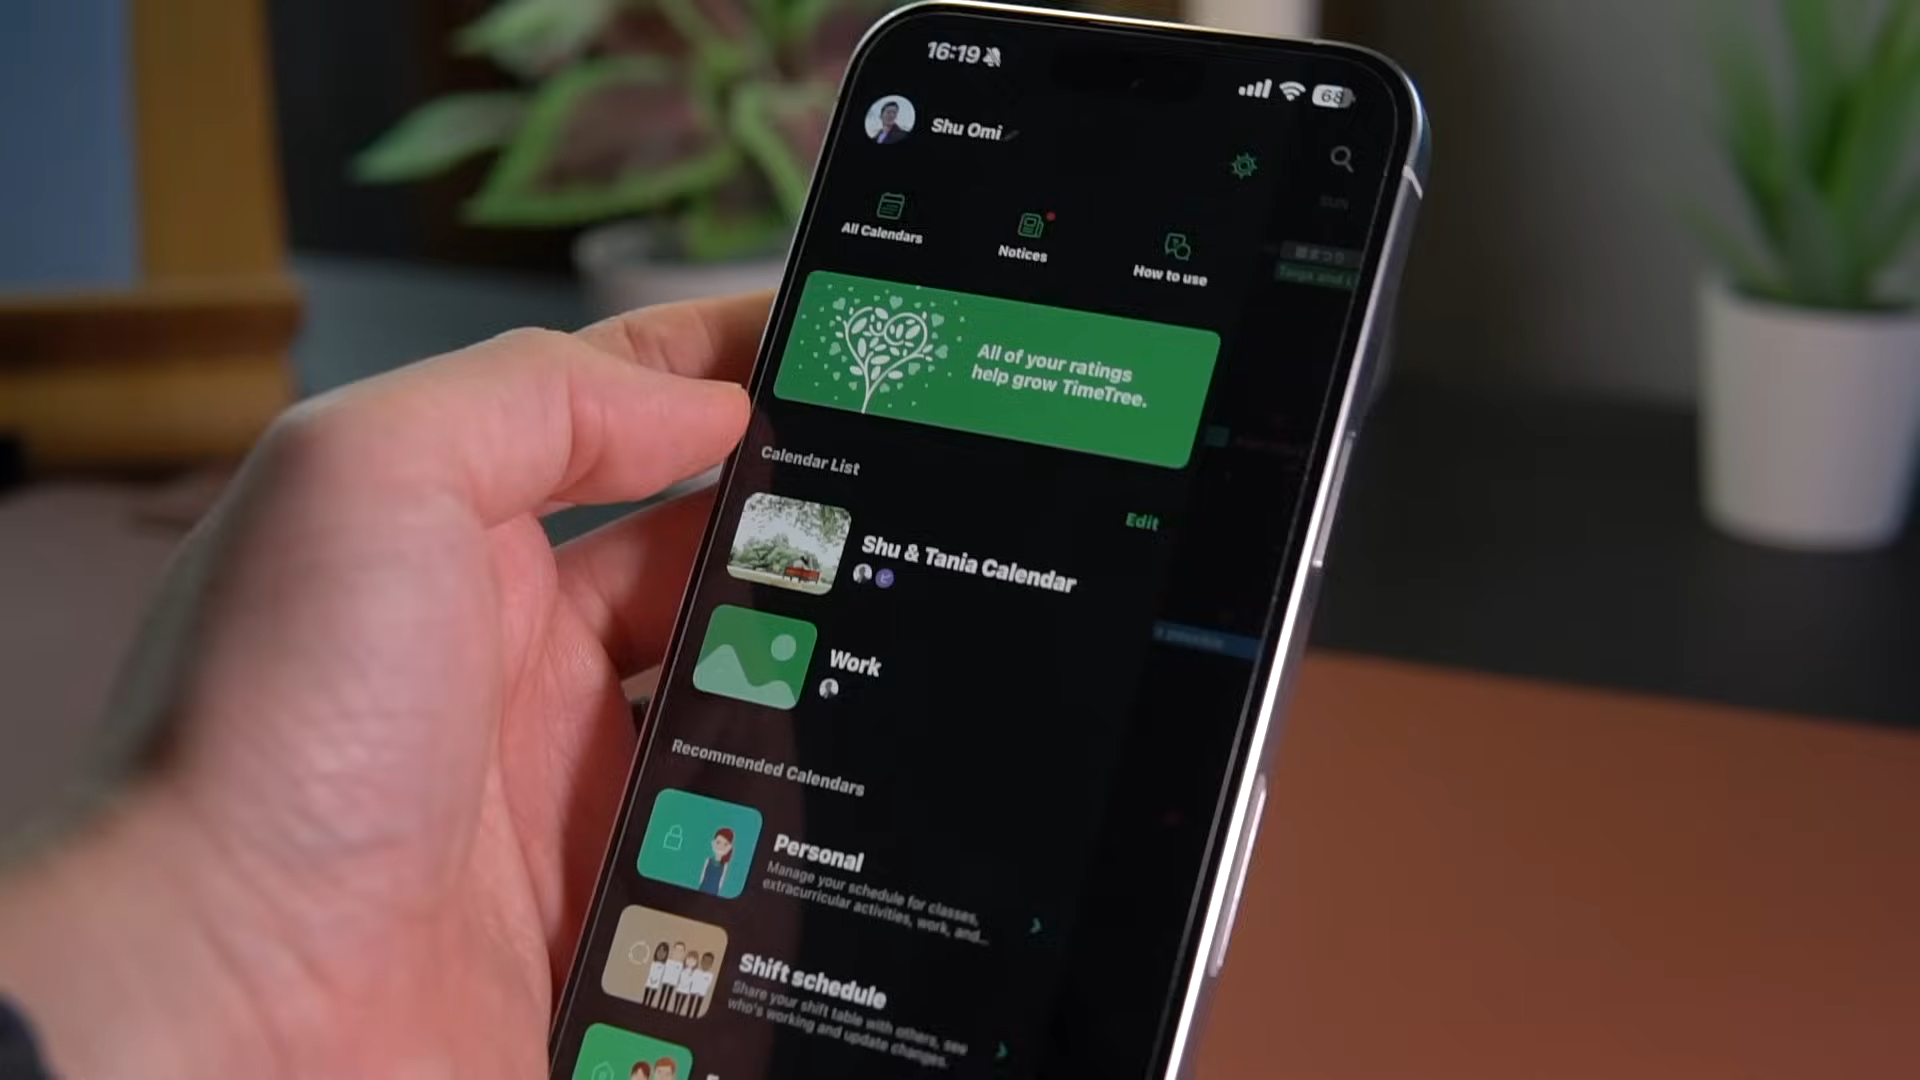 16:19
68
Shu Omi
SUN
All Calendars
Notices
How to use
All of your ratings
help grow TimeTree.
Calendar List
Edit
Shu & Tania Calendar
Work
Recommended Calendars
Personal
Manage your schedule for classes,
extracurricular activities, work, and...
Shift schedule
Share your shift table with others, see
who's working and update changes.